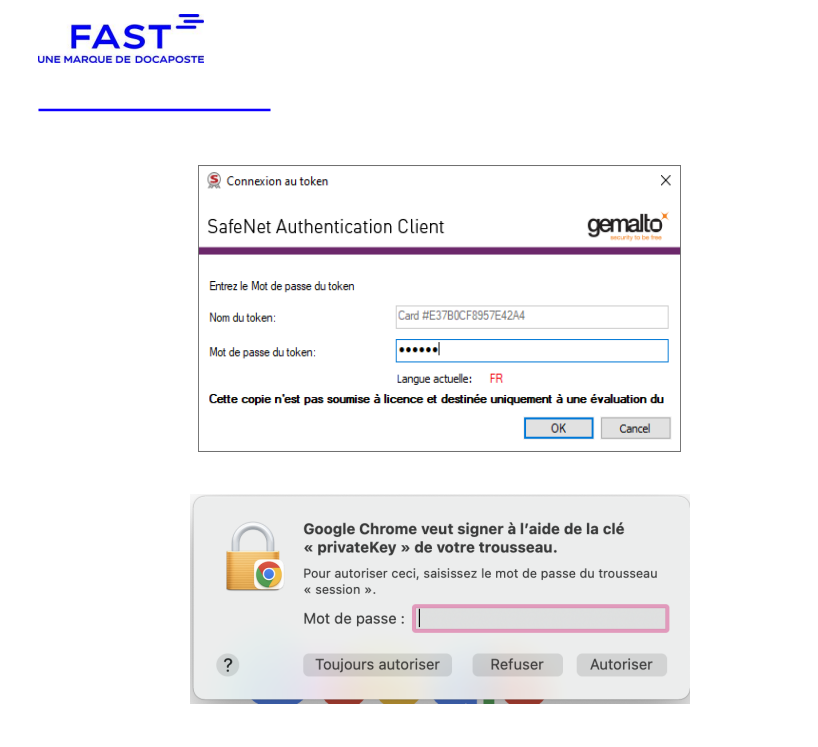 FAST
UNE MARQUE DE DOCAPOSTE
Connexion au token
SafeNet Authentication Client
gemalto
security to be free
Entrez le Mot de passe du token
Nom du token:
Card #E37B0CF8957E42A4
Mot de passe du token:
Langue actuelle: FR
Cette copie n'est pas soumise à licence et destinée uniquement à une évaluation du
OK Cancel
Google Chrome veut signer à l'aide de la clé
« privateKey » de votre trousseau.
Pour autoriser ceci, saisissez le mot de passe du trousseau
« session ».
Mot de passe :
? Toujours autoriser Refuser Autoriser